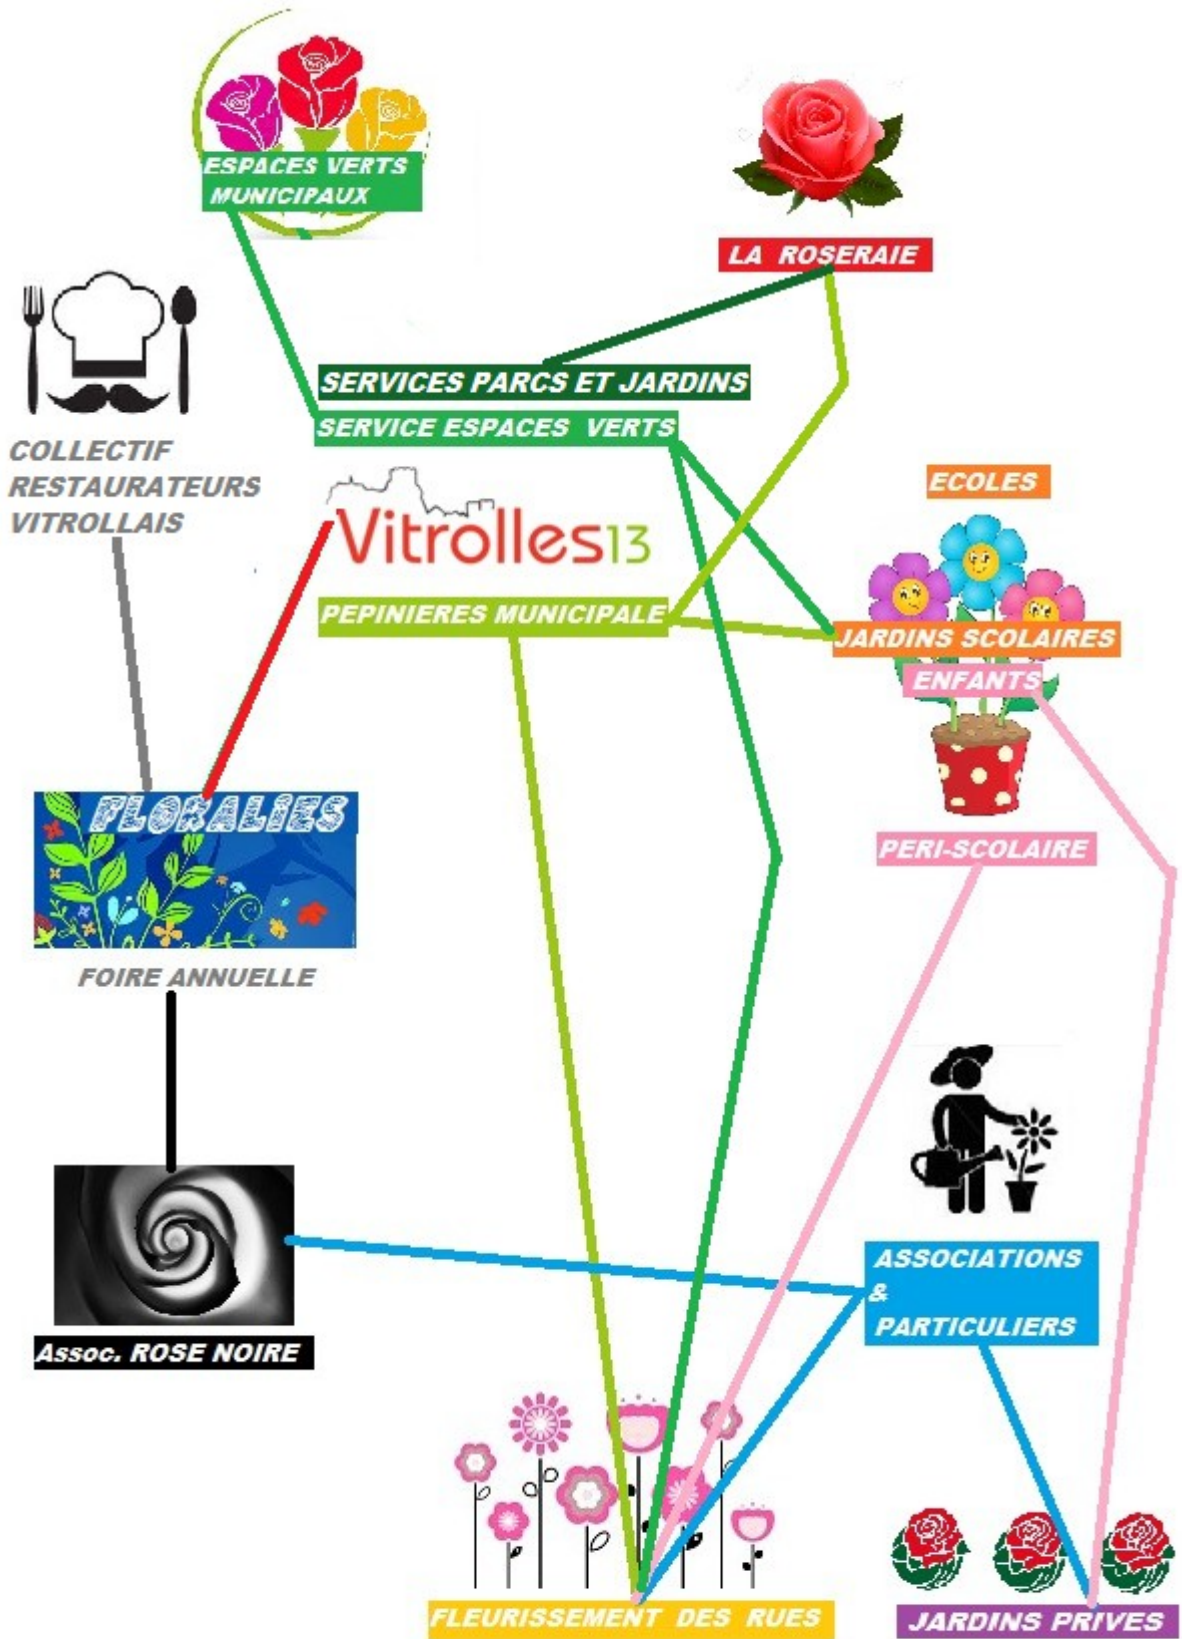 ESPACES VERTS
MUNICIPAUX
LA ROSERAIE
SERVICES PARCS ET JARDINS
SERVICE ESPACES VERTS
COLLECTIF
RESTAURATEURS
VITROLLAIS
ECOLES
Vitrolles13
PEPINIERES MUNICIPALE
JARDINS SCOLAIRES
ENFANTS
FLORALIES
PERI-SCOLAIRE
FOIRE ANNUELLE
ASSOCIATIONS
&
PARTICULIERS
Assoc. ROSE NOIRE
FLEURISSEMENT DES RUES
JARDINS PRIVES